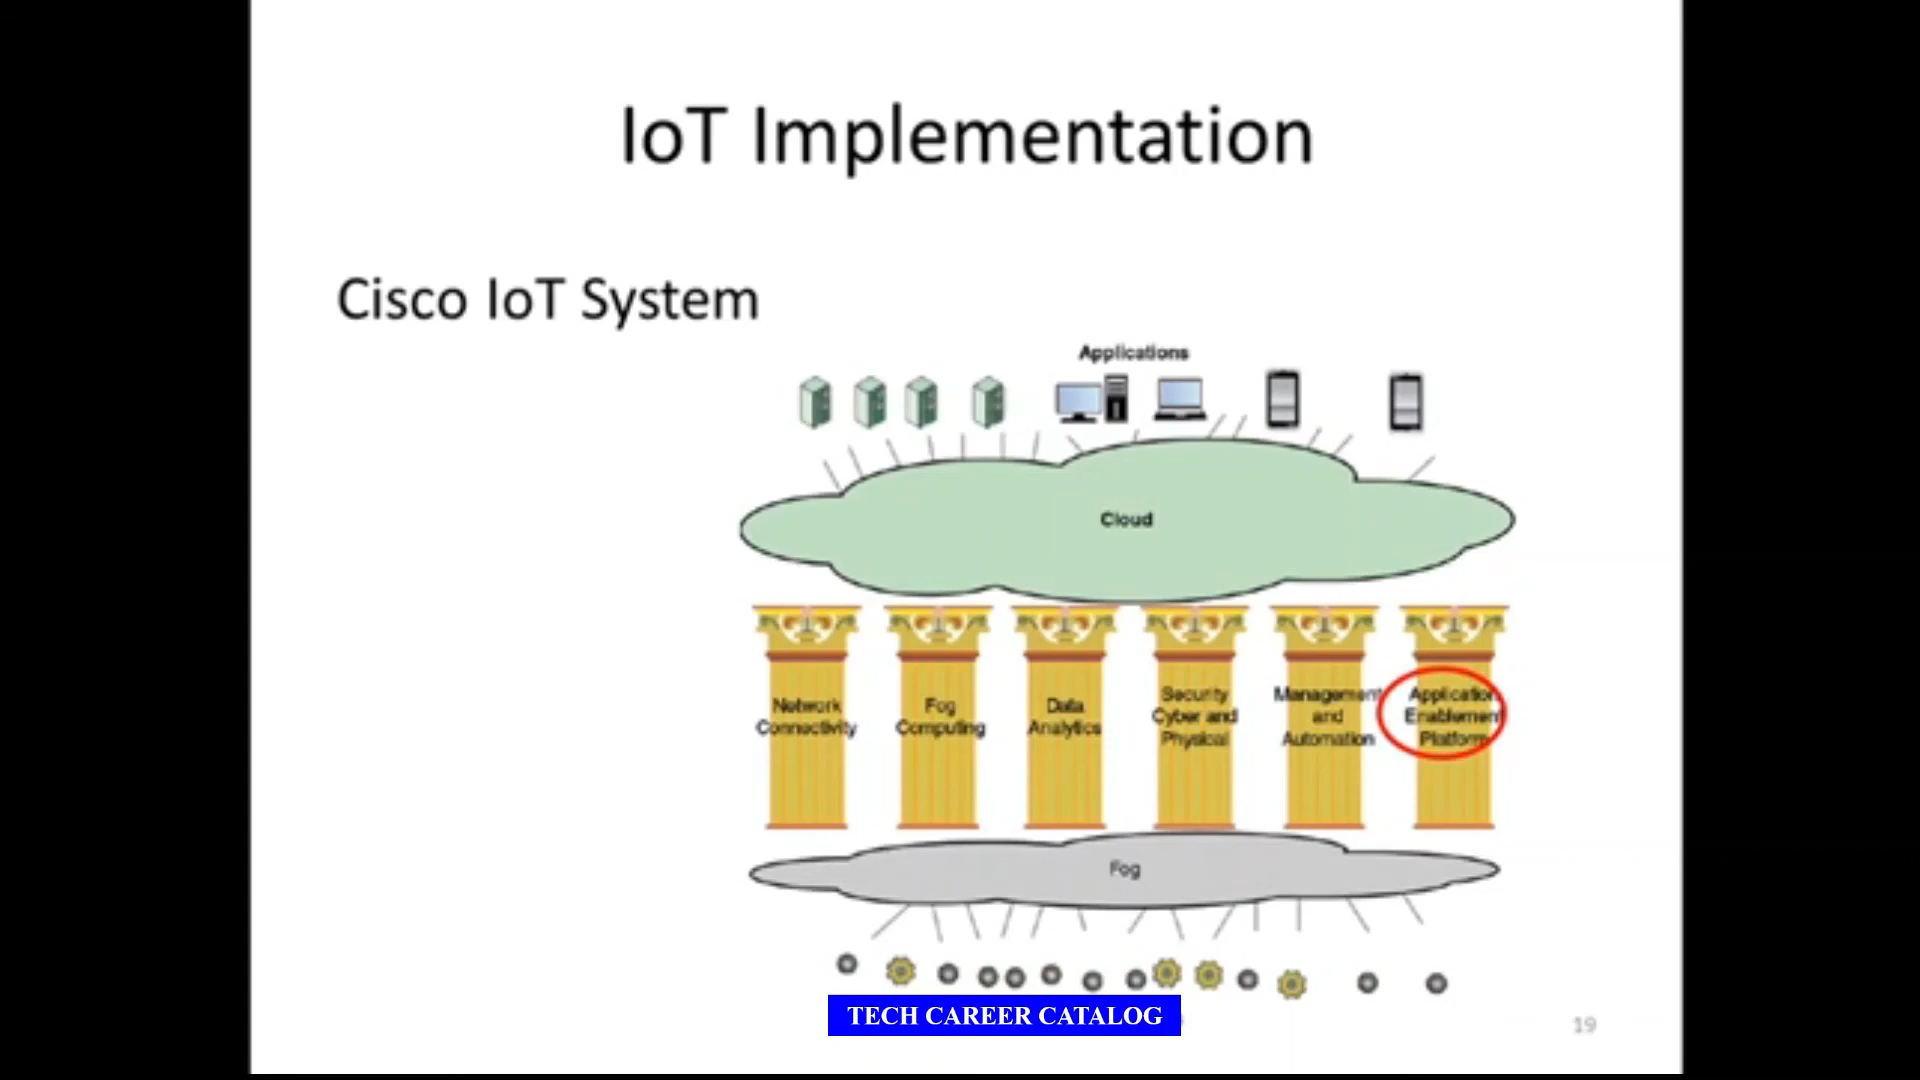 IoT Implementation
Cisco IoT System
Applications
Cloud
Network
Connectivity
Fog
Computing
Data
Analytics
Security
Cyber and
Physical
Management
and
Automation
Application
Enablement
Platform
Fog
TECH CAREER CATALOG
19